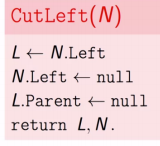 CutLeft(N)
L ← N.Left
N.Left ← null
L.Parent ← null
return L, N.